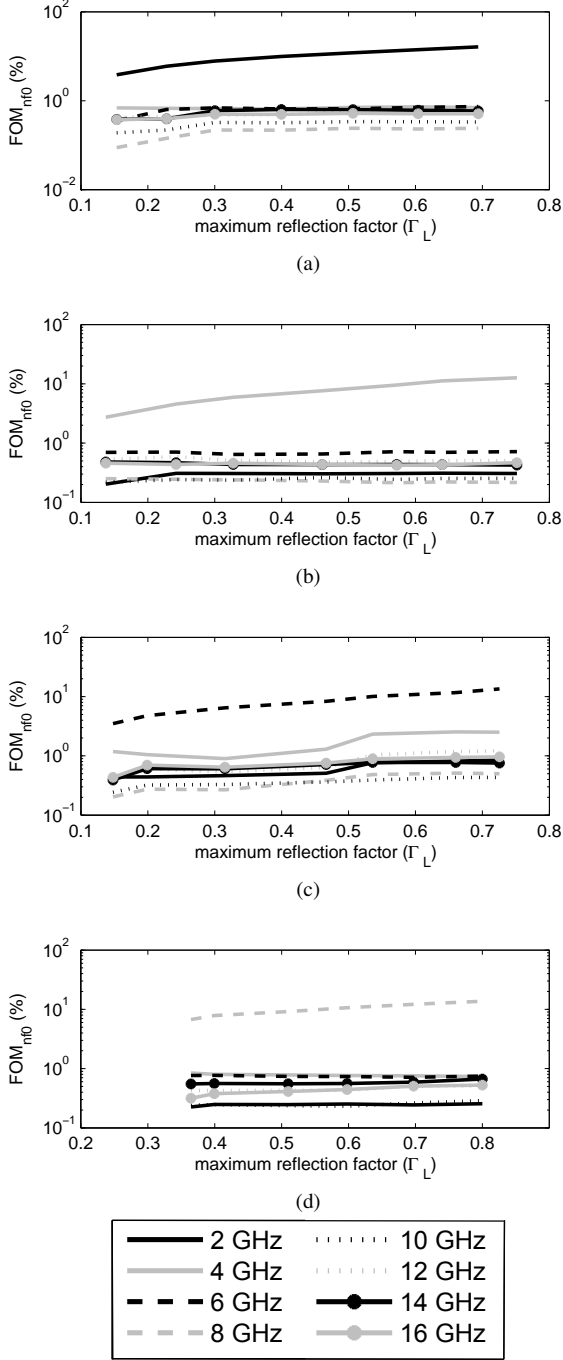 10^2
10^0
10^−2
FOM_nf0 (%)
0.1 0.2 0.3 0.4 0.5 0.6 0.7 0.8
maximum reflection factor (Γ_L)
(a)
10^2
10^1
10^0
10^−1
FOM_nf0 (%)
0.1 0.2 0.3 0.4 0.5 0.6 0.7 0.8
maximum reflection factor (Γ_L)
(b)
10^2
10^1
10^0
10^−1
FOM_nf0 (%)
0.1 0.2 0.3 0.4 0.5 0.6 0.7 0.8
maximum reflection factor (Γ_L)
(c)
10^2
10^1
10^0
10^−1
FOM_nf0 (%)
0.2 0.3 0.4 0.5 0.6 0.7 0.8 0.9
maximum reflection factor (Γ_L)
(d)
2 GHz 10 GHz
4 GHz 12 GHz
6 GHz 14 GHz
8 GHz 16 GHz